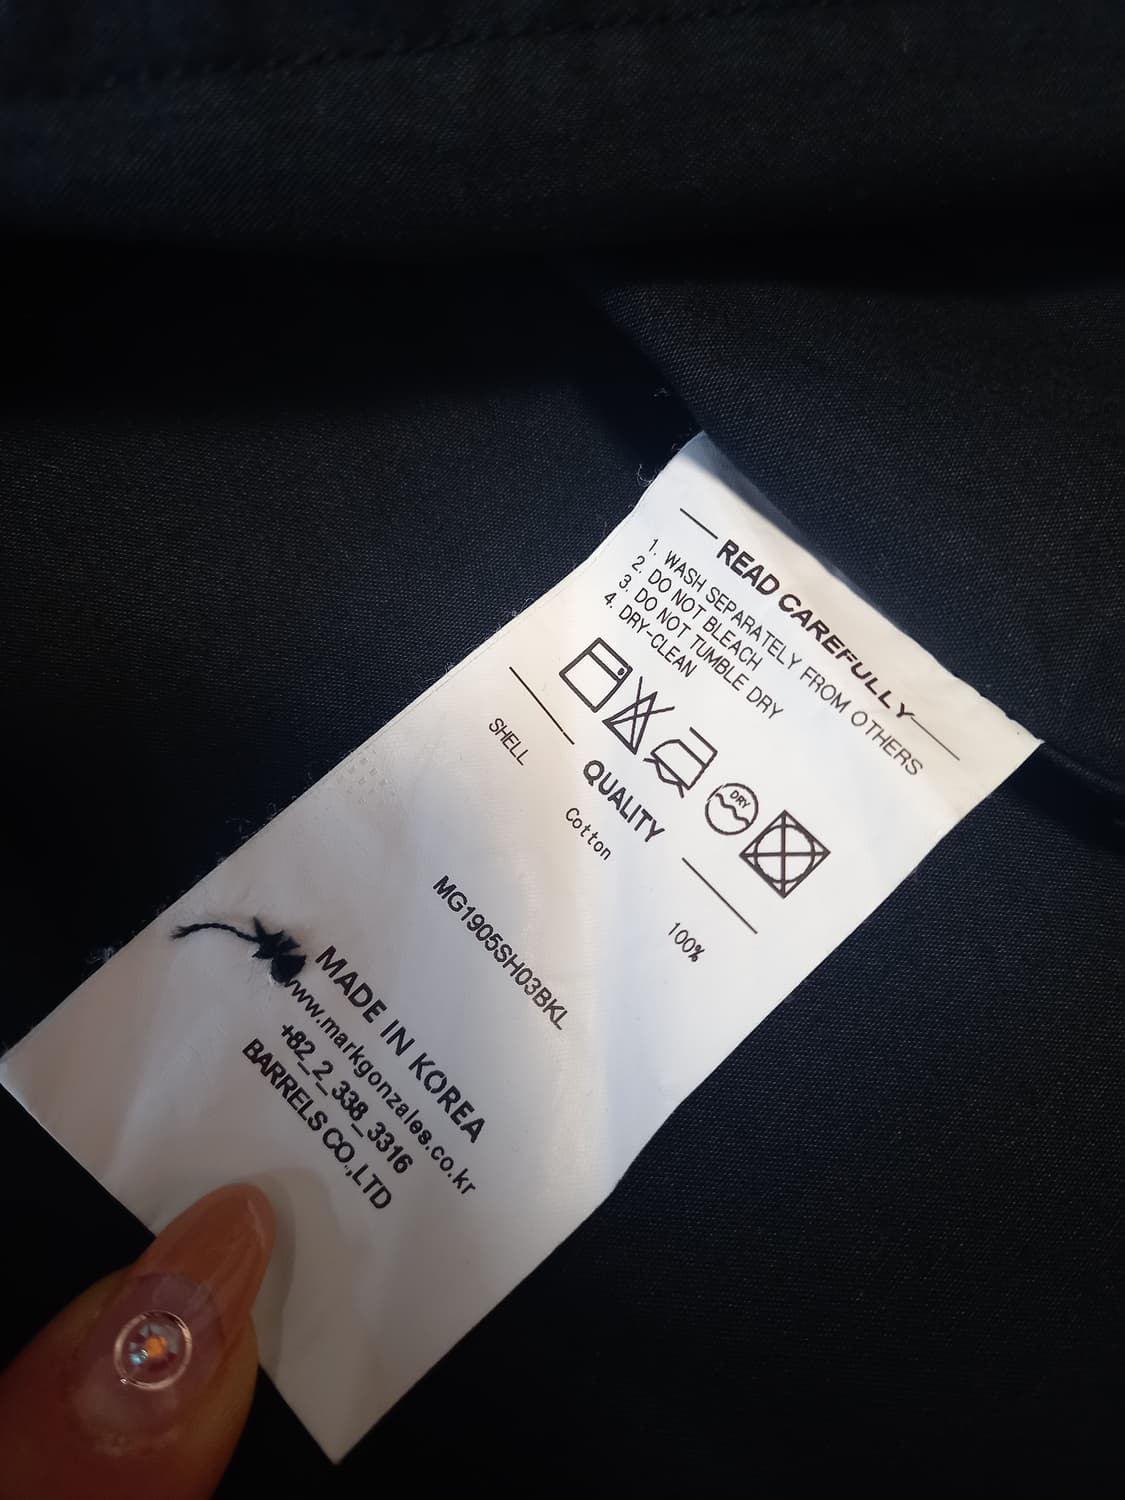 READ CAREFULLY
1. WASH SEPARATELY FROM OTHERS
2. DO NOT BLEACH
3. DO NOT TUMBLE DRY
4. DRY-CLEAN
DRY
QUALITY
SHELL Cotton 100%
MG1905SH03BKL
MADE IN KOREA
www.markgonzales.co.kr
+82_2_338_3316
BARRELS CO.,LTD